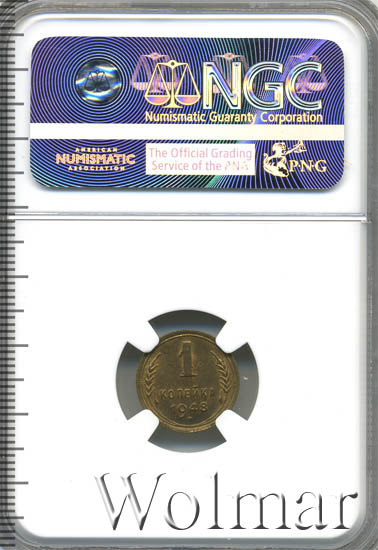 NGC
Numismatic Guaranty Corporation
AMERICAN
NUMISMATIC
ASSOCIATION
The Official Grading
Service of the PNG
P·N·G
1
КОПЕЙКА
1948
Wolmar